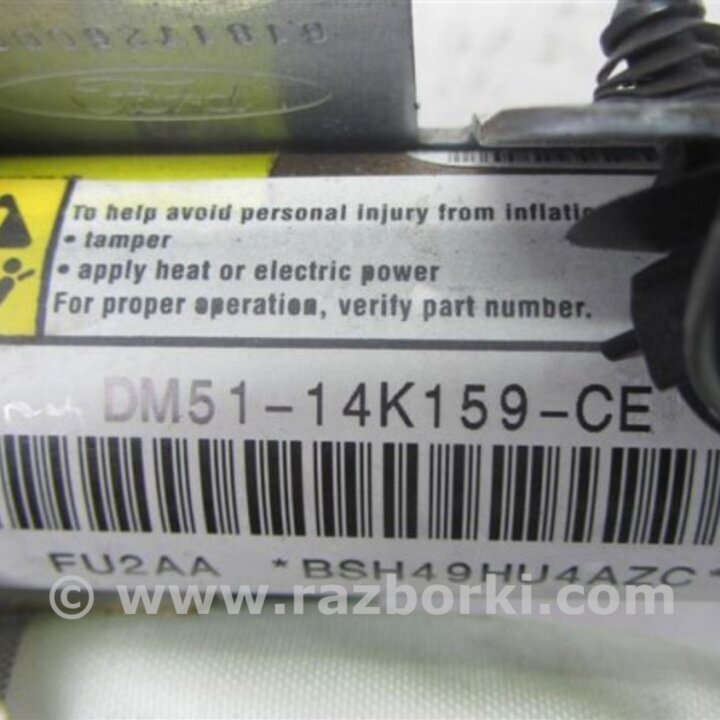 Ford
To help avoid personal injury from
• tamper
• apply heat or electric power
For proper operation, verify part number.
DM51-14K159-CE
FU2AA *BSH49HU4AZC*
© www.razborki.com